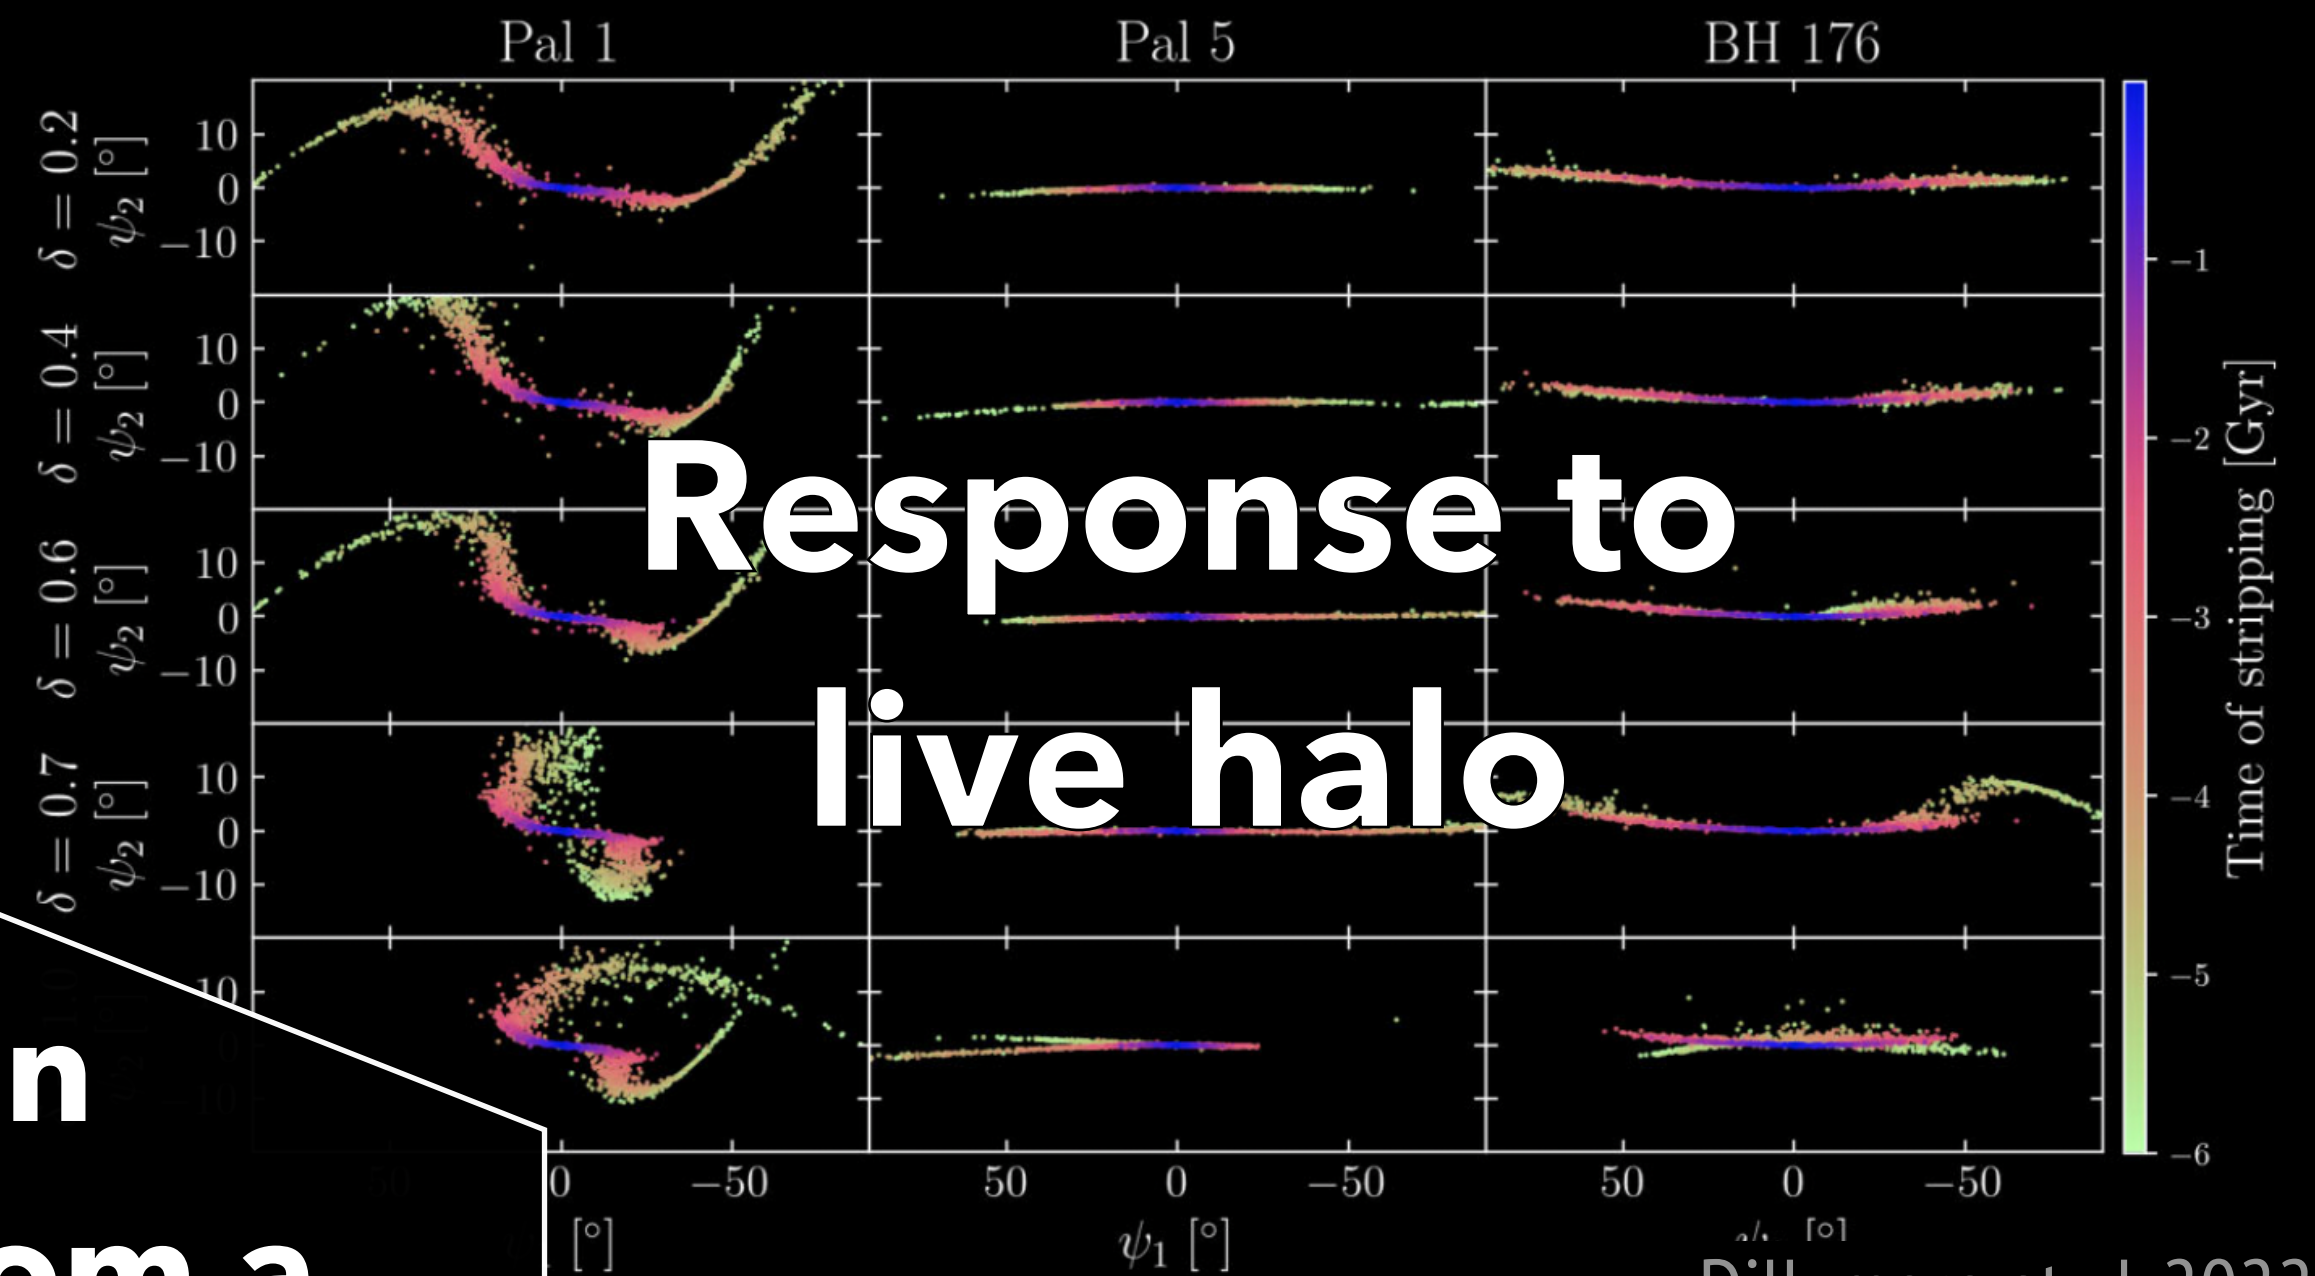 Pal 1 Pal 5 BH 176
δ = 0.2
ψ₂ [°]
10
0
−10
δ = 0.4
ψ₂ [°]
10
0
−10
δ = 0.6
ψ₂ [°]
10
0
−10
δ = 0.7
ψ₂ [°]
10
0
−10
10
Response to
live halo
−1
−2
−3
−4
−5
−6
Time of stripping [Gyr]
0 −50 50 0 −50 50 0 −50
[°] ψ₁ [°] [°]
n
om a